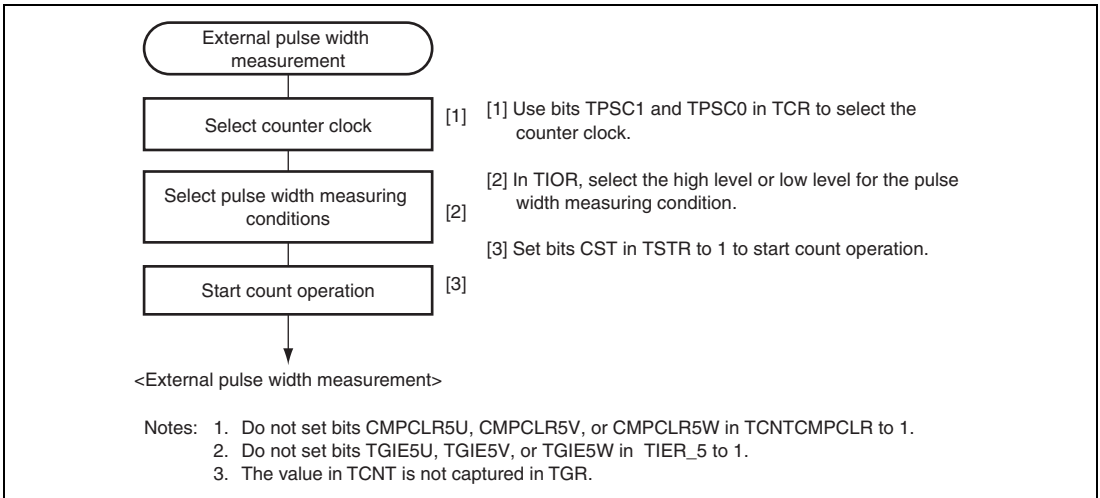 External pulse width
measurement
Select counter clock
[1]
[1] Use bits TPSC1 and TPSC0 in TCR to select the
counter clock.
Select pulse width measuring
conditions
[2]
[2] In TIOR, select the high level or low level for the pulse
width measuring condition.
Start count operation
[3]
[3] Set bits CST in TSTR to 1 to start count operation.
<External pulse width measurement>
Notes: 1. Do not set bits CMPCLR5U, CMPCLR5V, or CMPCLR5W in TCNTCMPCLR to 1.
2. Do not set bits TGIE5U, TGIE5V, or TGIE5W in TIER_5 to 1.
3. The value in TCNT is not captured in TGR.